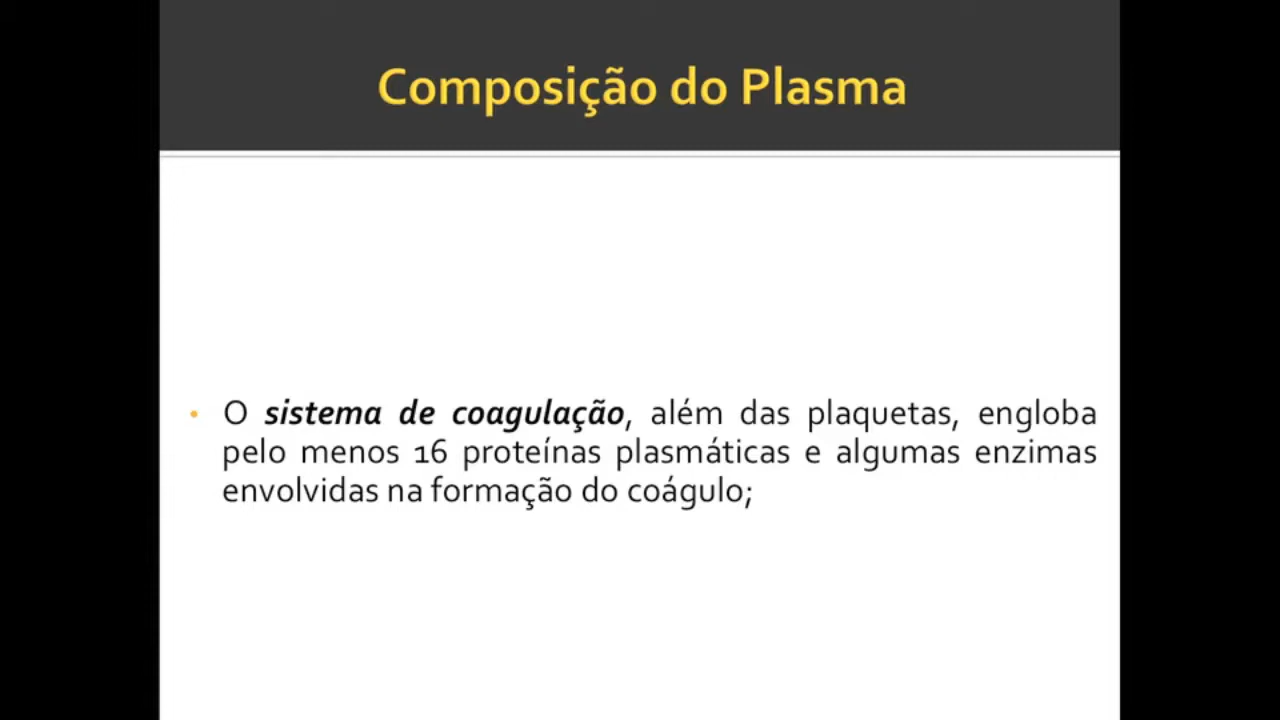 Composição do Plasma
• O sistema de coagulação, além das plaquetas, engloba
pelo menos 16 proteínas plasmáticas e algumas enzimas
envolvidas na formação do coágulo;